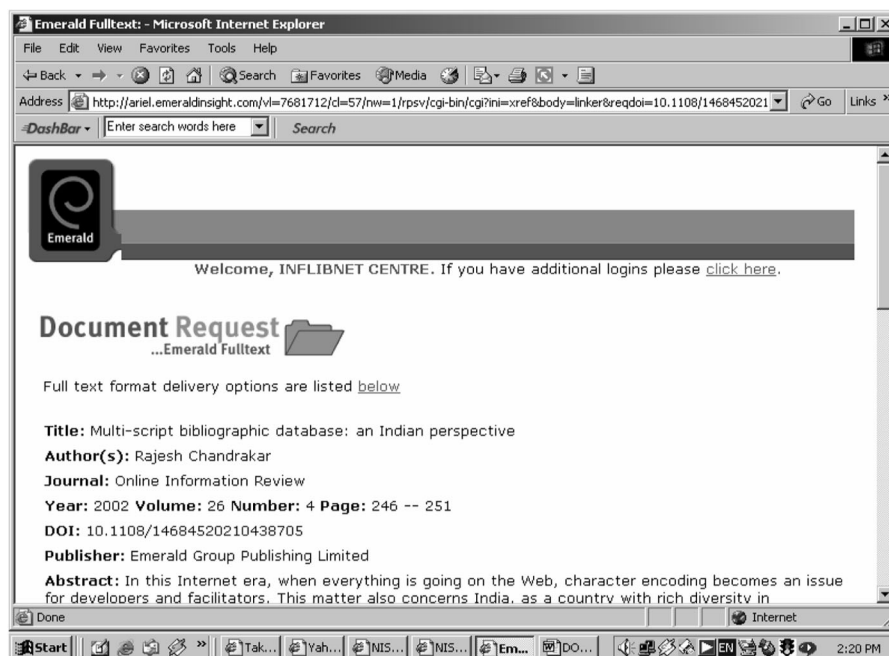 Emerald Fulltext: - Microsoft Internet Explorer
File Edit View Favorites Tools Help
Back Search Favorites Media
Address http://ariel.emeraldinsight.com/vl=7681712/cl=57/nw=1/rpsv/cgi-bin/cgi?ini=xref&body=linker&reqdoi=10.1108/1468452021 Go Links »
DashBar Enter search words here Search
Emerald
Welcome, INFLIBNET CENTRE. If you have additional logins please click here.
Document Request
...Emerald Fulltext
Full text format delivery options are listed below
Title: Multi-script bibliographic database: an Indian perspective
Author(s): Rajesh Chandrakar
Journal: Online Information Review
Year: 2002 Volume: 26 Number: 4 Page: 246 -- 251
DOI: 10.1108/14684520210438705
Publisher: Emerald Group Publishing Limited
Abstract: In this Internet era, when everything is going on the Web, character encoding becomes an issue
for developers and facilitators. This matter also concerns India, as a country with rich diversity in
Done Internet
Start » Tak... Yah... NIS... NIS... Em... DO... EN 2:20 PM